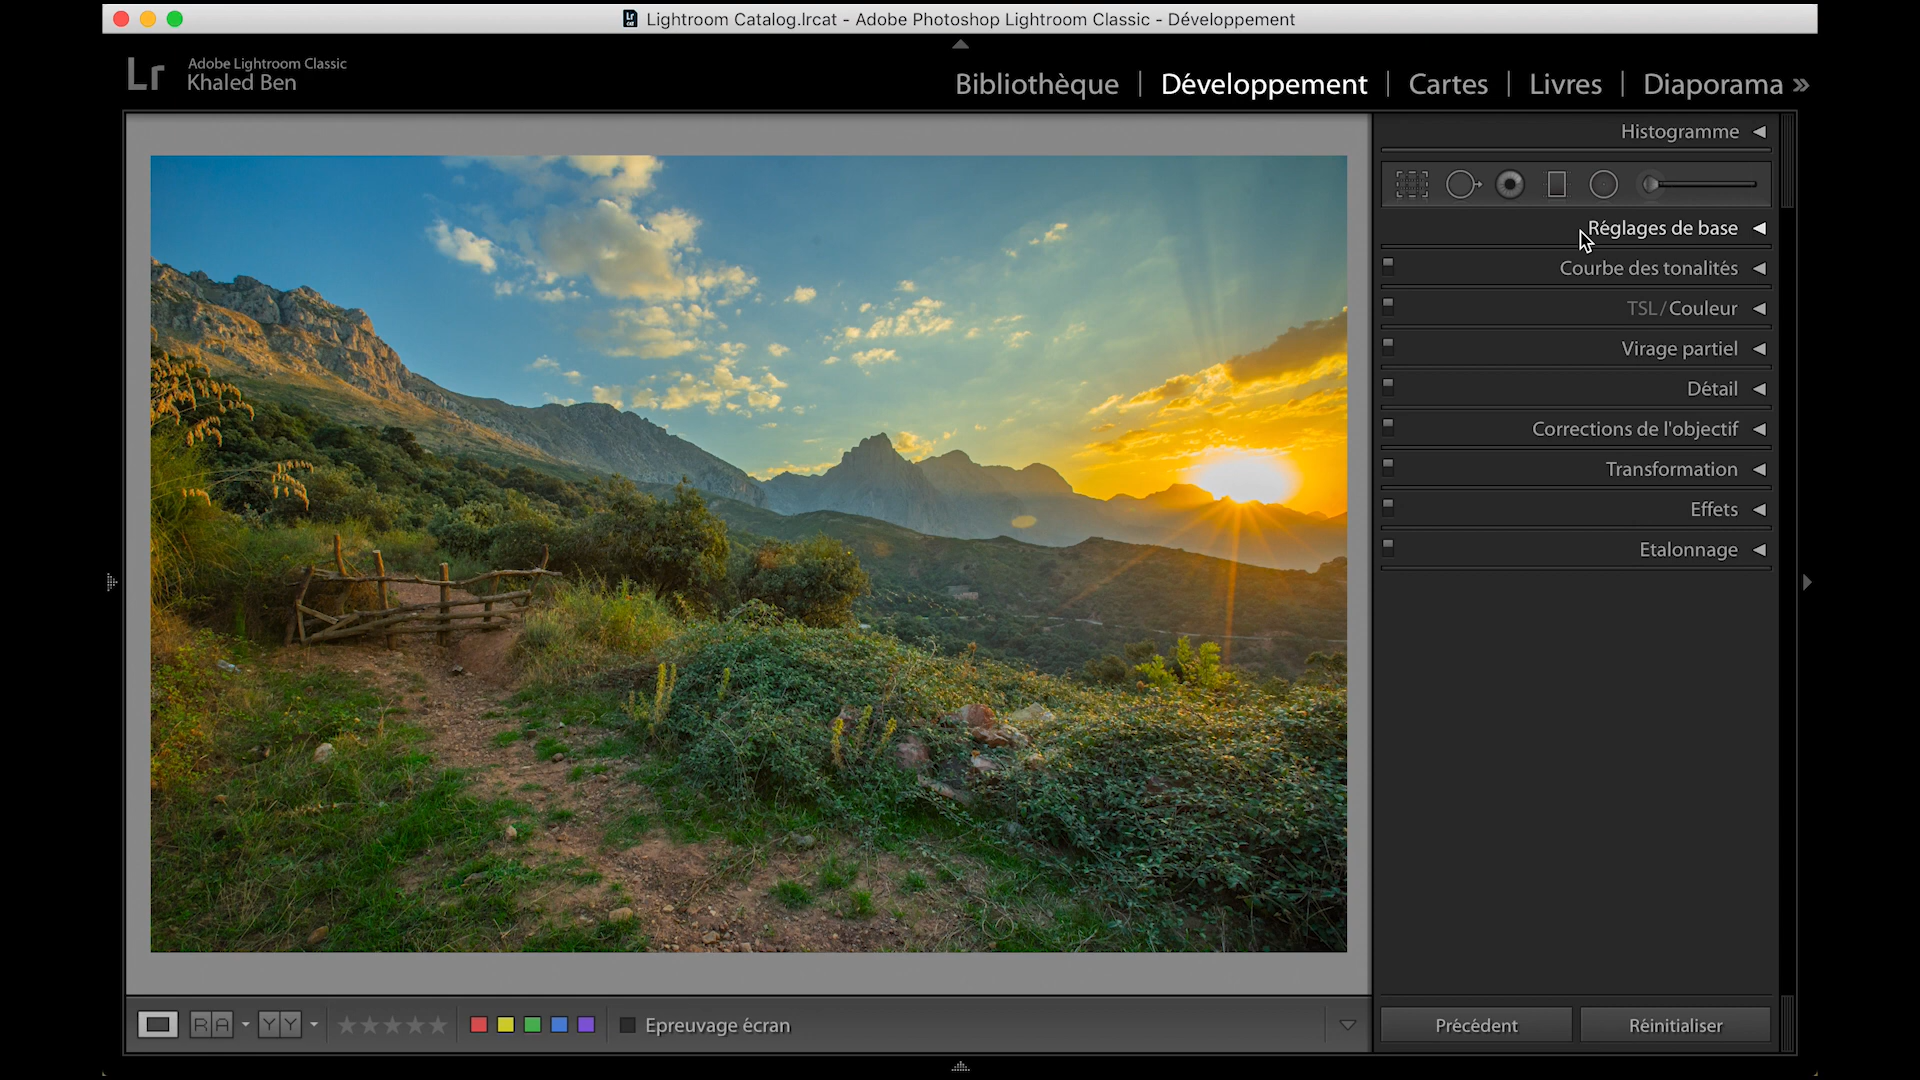 Lightroom Catalog.lrcat - Adobe Photoshop Lightroom Classic - Développement
Lr
Adobe Lightroom Classic
Khaled Ben
Bibliothèque | Développement | Cartes | Livres | Diaporama »
Histogramme
Réglages de base
Courbe des tonalités
TSL / Couleur
Virage partiel
Détail
Corrections de l'objectif
Transformation
Effets
Etalonnage
R A
Y Y
Epreuvage écran
Précédent
Réinitialiser